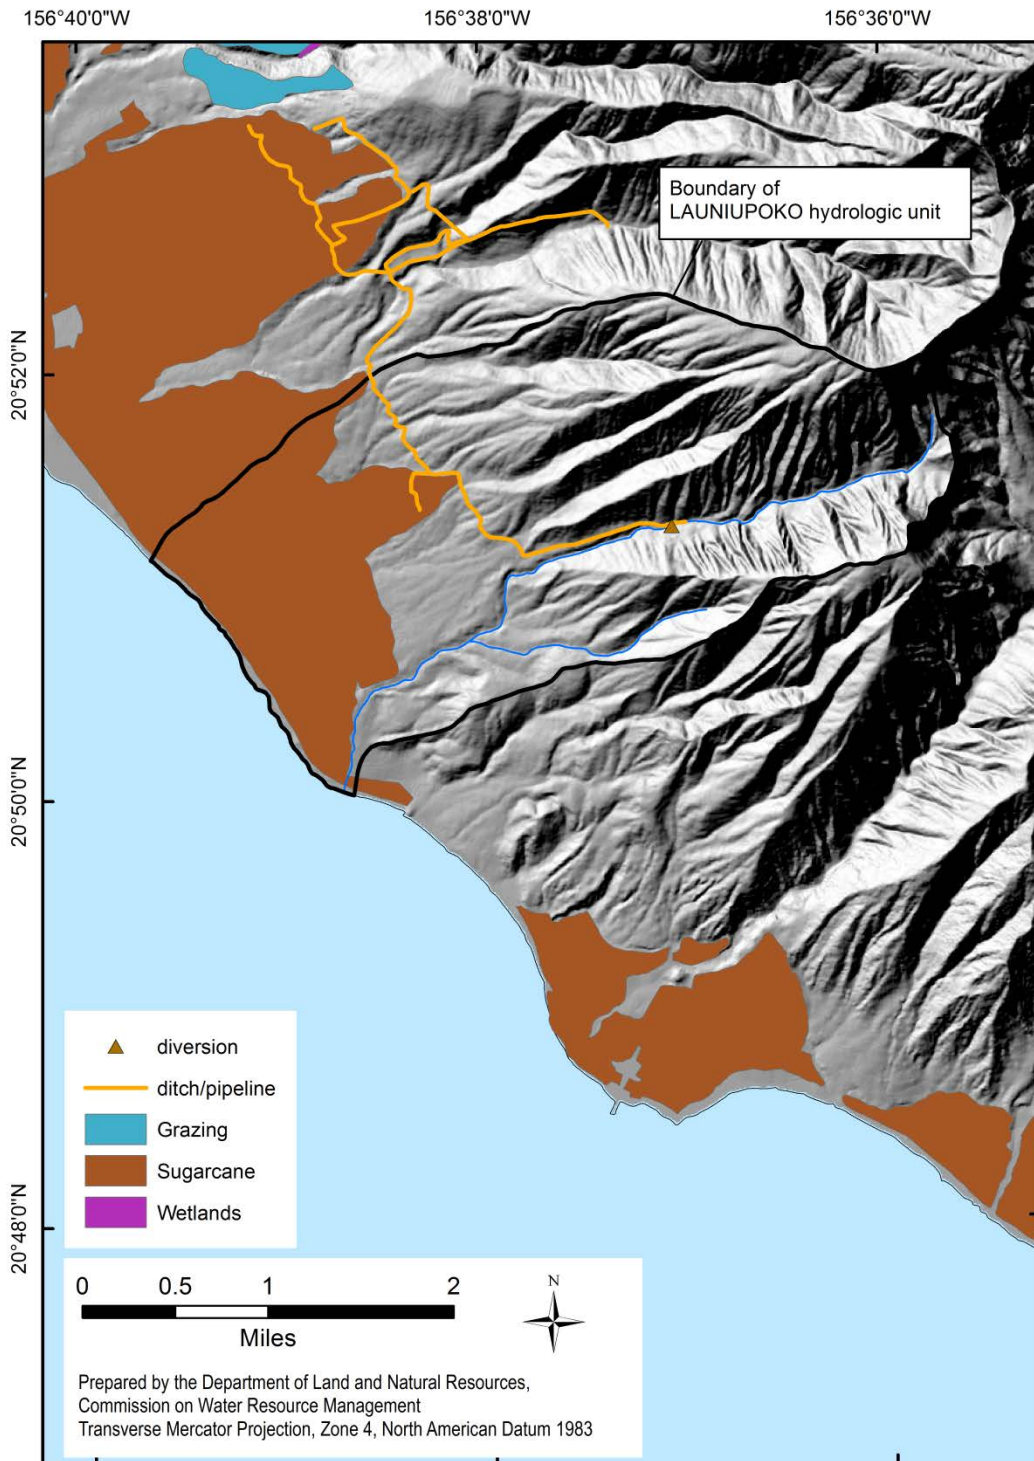 156°40'0"W
156°38'0"W
156°36'0"W
Boundary of
LAUNIUPOKO hydrologic unit
20°52'0"N
20°50'0"N
20°48'0"N
diversion
ditch/pipeline
Grazing
Sugarcane
Wetlands
0 0.5 1 2
Miles
N
Prepared by the Department of Land and Natural Resources,
Commission on Water Resource Management
Transverse Mercator Projection, Zone 4, North American Datum 1983